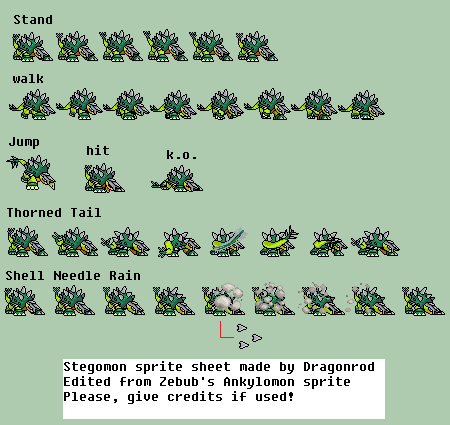 Stand
walk
Jump
hit
k.o.
Thorned Tail
Shell Needle Rain
Stegomon sprite sheet made by Dragonrod
Edited from Zebub's Ankylomon sprite
Please, give credits if used!